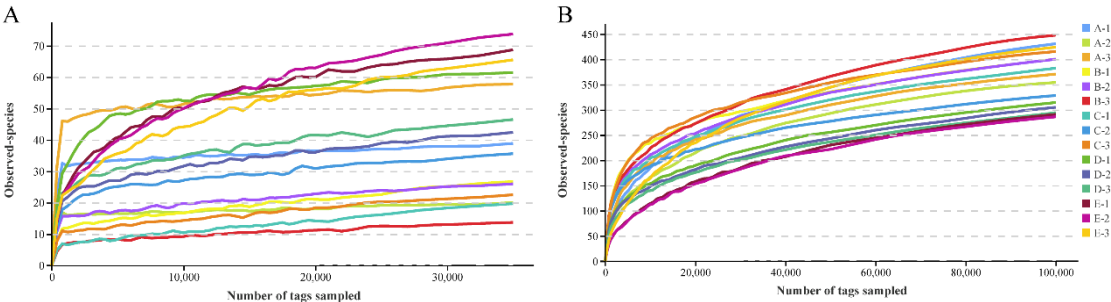 A
Observed-species
70
60
50
40
30
20
10
0
0
10,000
20,000
30,000
Number of tags sampled
B
Observed-species
450
400
350
300
250
200
150
100
50
0
0
20,000
40,000
60,000
80,000
100,000
Number of tags sampled
A-1
A-2
A-3
B-1
B-2
B-3
C-1
C-2
C-3
D-1
D-2
D-3
E-1
E-2
E-3